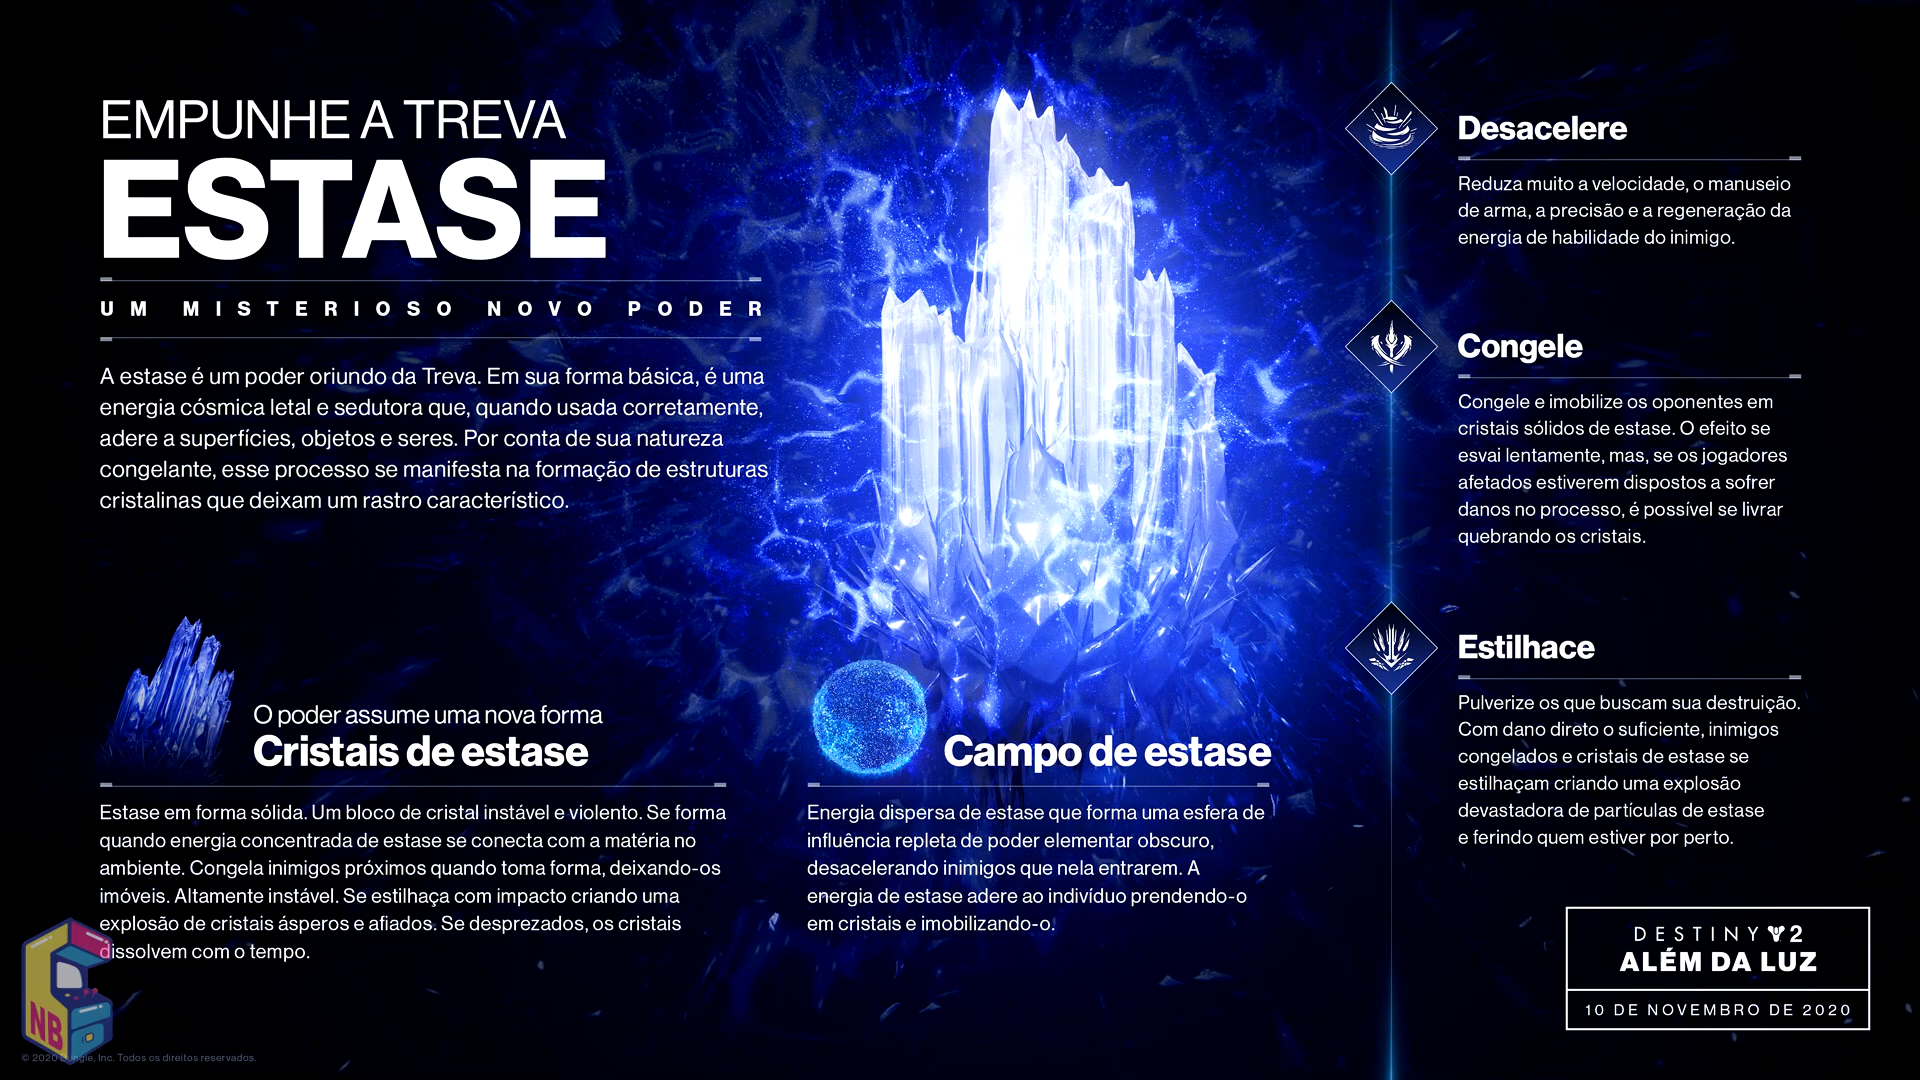 EMPUNHE A TREVA
ESTASE
UM MISTERIOSO NOVO PODER
A estase é um poder oriundo da Treva. Em sua forma básica, é uma
energia cósmica letal e sedutora que, quando usada corretamente,
adere a superfícies, objetos e seres. Por conta de sua natureza
congelante, esse processo se manifesta na formação de estruturas
cristalinas que deixam um rastro característico.
O poder assume uma nova forma
Cristais de estase
Estase em forma sólida. Um bloco de cristal instável e violento. Se forma
quando energia concentrada de estase se conecta com a matéria no
ambiente. Congela inimigos próximos quando toma forma, deixando-os
imóveis. Altamente instável. Se estilhaça com impacto criando uma
explosão de cristais ásperos e afiados. Se desprezados, os cristais
dissolvem com o tempo.
Campo de estase
Energia dispersa de estase que forma uma esfera de
influência repleta de poder elementar obscuro,
desacelerando inimigos que nela entrarem. A
energia de estase adere ao indivíduo prendendo-o
em cristais e imobilizando-o.
Desacelere
Reduza muito a velocidade, o manuseio
de arma, a precisão e a regeneração da
energia de habilidade do inimigo.
Congele
Congele e imobilize os oponentes em
cristais sólidos de estase. O efeito se
esvai lentamente, mas, se os jogadores
afetados estiverem dispostos a sofrer
danos no processo, é possível se livrar
quebrando os cristais.
Estilhace
Pulverize os que buscam sua destruição.
Com dano direto o suficiente, inimigos
congelados e cristais de estase se
estilhaçam criando uma explosão
devastadora de partículas de estase
e ferindo quem estiver por perto.
DESTINY 2
ALÉM DA LUZ
10 DE NOVEMBRO DE 2020
NB
© 2020 Bungie, Inc. Todos os direitos reservados.